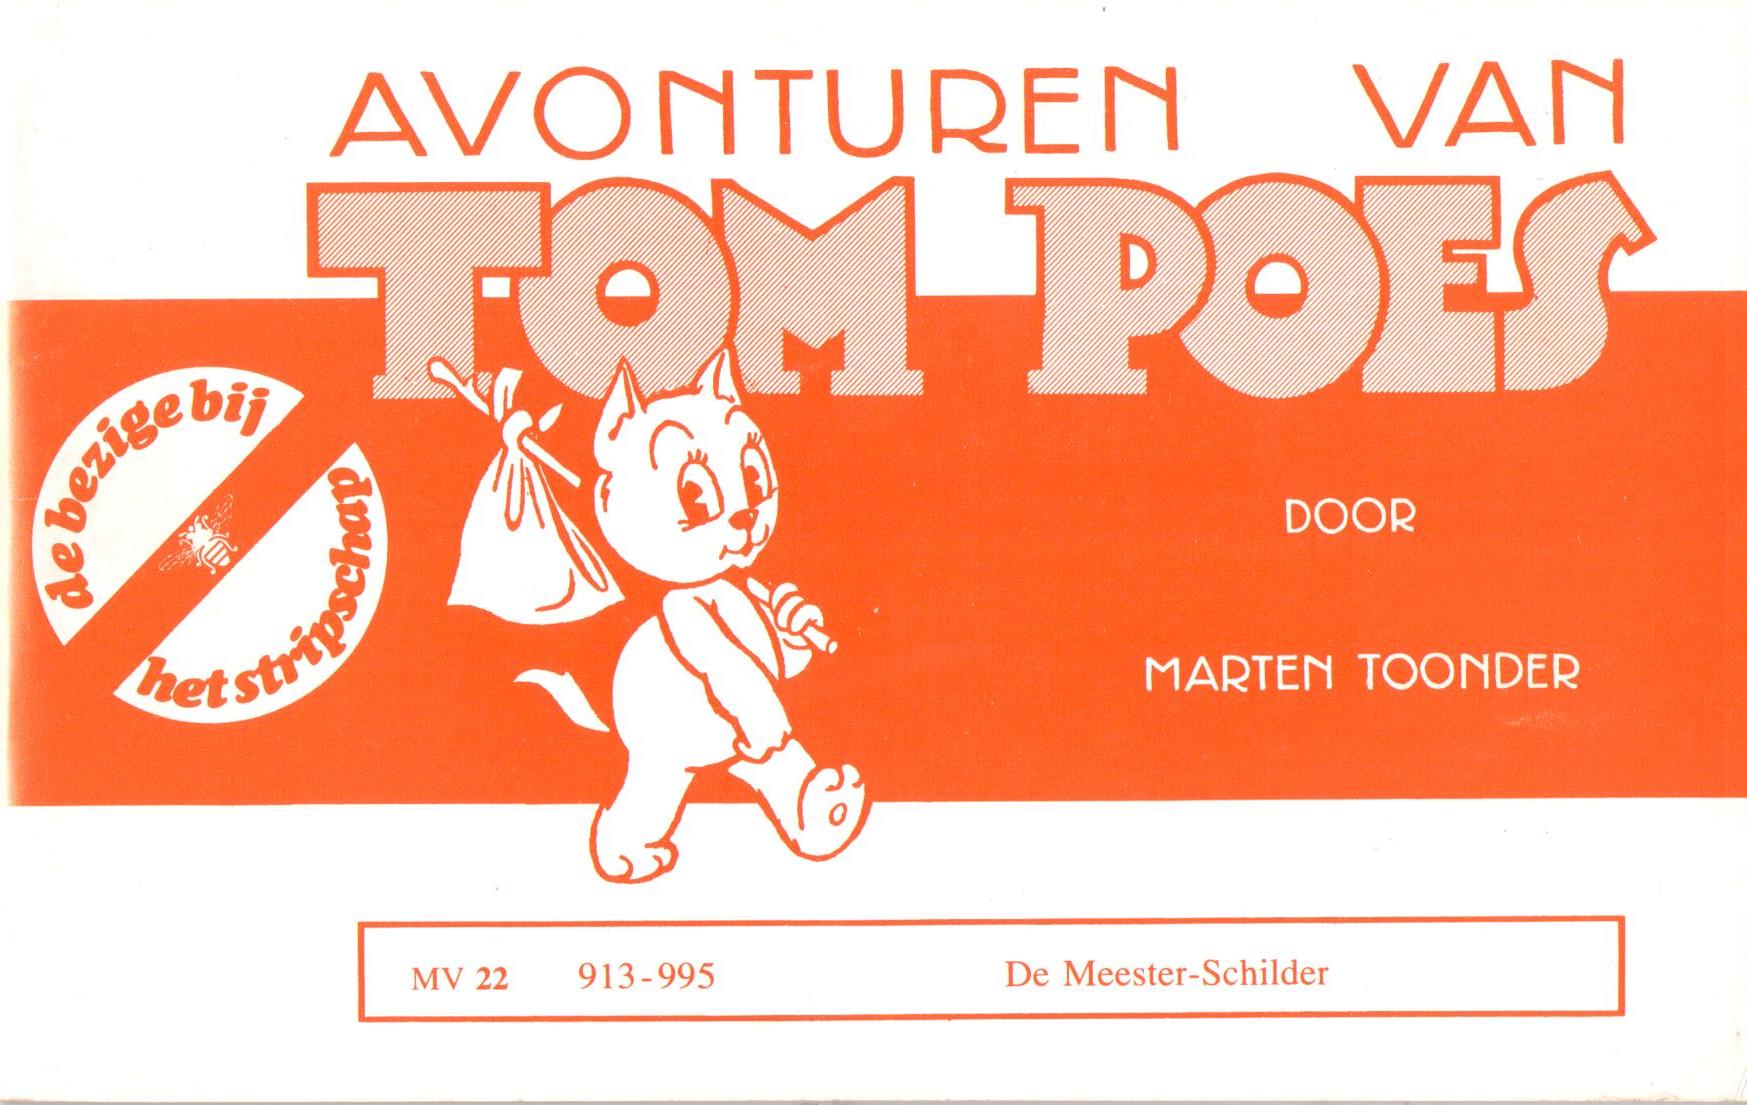 AVONTUREN VAN
TOM POES
de bezige bij
het stripschap
DOOR
MARTEN TOONDER
MV 22 913-995 De Meester-Schilder